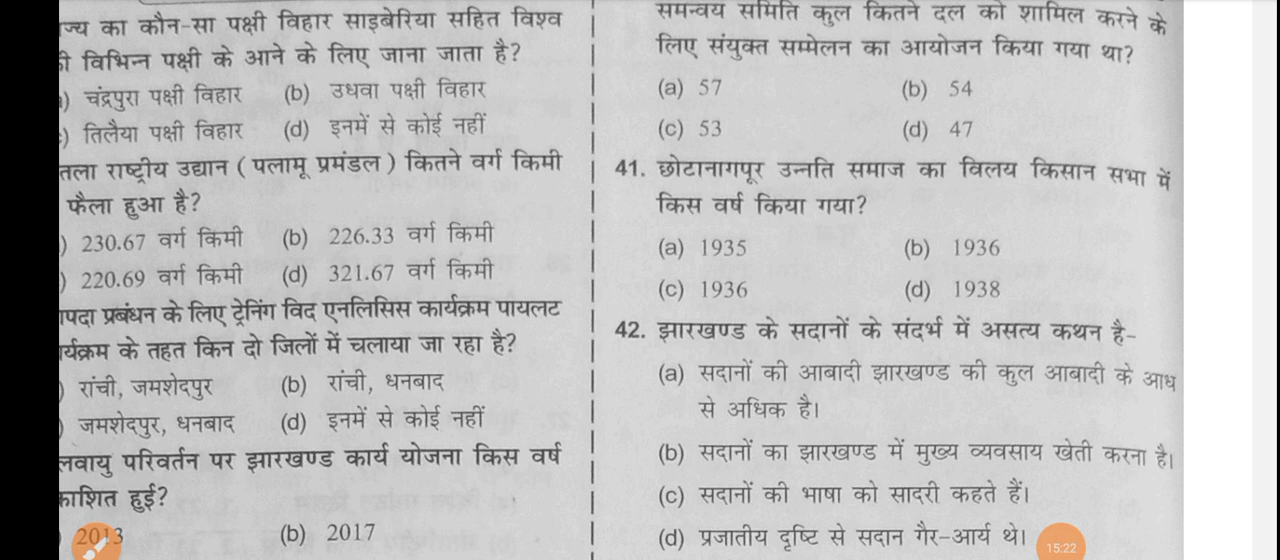 का कौन-सा पक्षी विहार साइबेरिया सहित विश्व
विभिन्न पक्षी के आने के लिए जाना जाता है?
) चंद्रपुरा पक्षी विहार (b) उधवा पक्षी विहार
) तिलैया पक्षी विहार (d) इनमें से कोई नहीं
तला राष्ट्रीय उद्यान ( पलामू प्रमंडल ) कितने वर्ग किमी
फैला हुआ है?
) 230.67 वर्ग किमी (b) 226.33 वर्ग किमी
) 220.69 वर्ग किमी (d) 321.67 वर्ग किमी
पदा प्रबंधन के लिए ट्रेनिंग विद एनलिसिस कार्यक्रम पायलट
र्यक्रम के तहत किन दो जिलों में चलाया जा रहा है?
) रांची, जमशेदपुर (b) रांची, धनबाद
) जमशेदपुर, धनबाद (d) इनमें से कोई नहीं
लवायु परिवर्तन पर झारखण्ड कार्य योजना किस वर्ष
काशित हुई?
2013 (b) 2017
समन्वय समिति कुल कितने दल को शामिल करने के
लिए संयुक्त सम्मेलन का आयोजन किया गया था?
(a) 57 (b) 54
(c) 53 (d) 47
41. छोटानागपूर उन्नति समाज का विलय किसान सभा में
किस वर्ष किया गया?
(a) 1935 (b) 1936
(c) 1936 (d) 1938
42. झारखण्ड के सदानों के संदर्भ में असत्य कथन है-
(a) सदानों की आबादी झारखण्ड की कुल आबादी के आध
से अधिक है।
(b) सदानों का झारखण्ड में मुख्य व्यवसाय खेती करना है।
(c) सदानों की भाषा को सादरी कहते हैं।
(d) प्रजातीय दृष्टि से सदान गैर-आर्य थे।
15:22